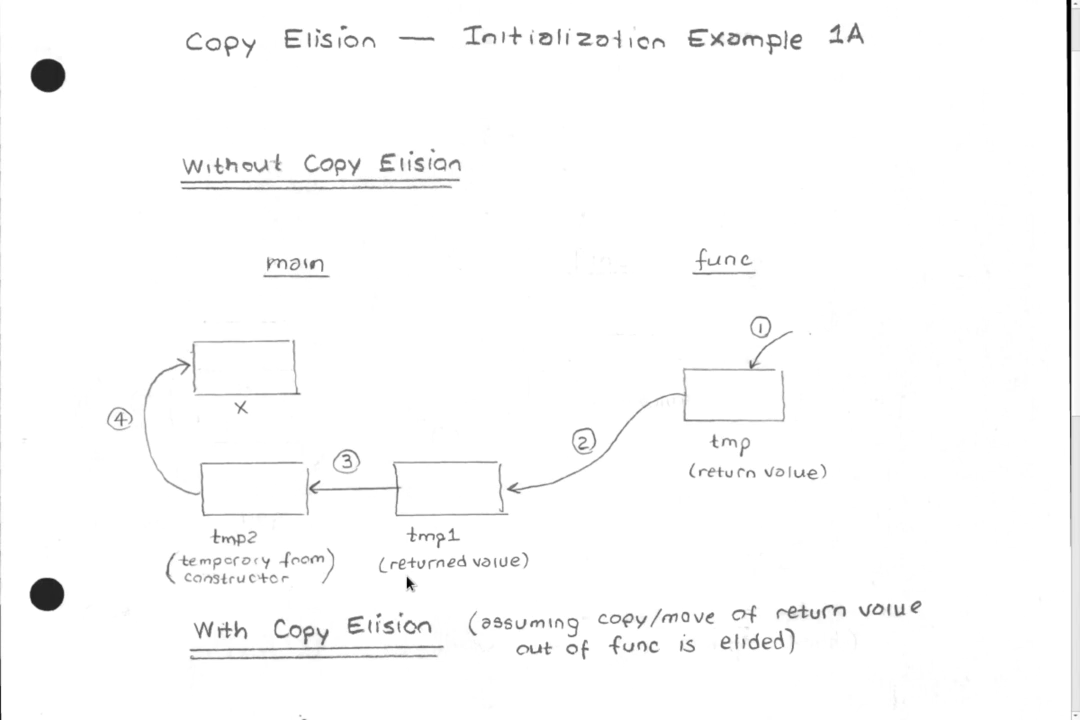 Copy Elision — Initialization Example 1A
Without Copy Elision
main
func
①
④
x
②
tmp
(return value)
③
tmp2
(temporary from
constructor)
tmp1
(returned value)
With Copy Elision (assuming copy/move of return value
out of func is elided)